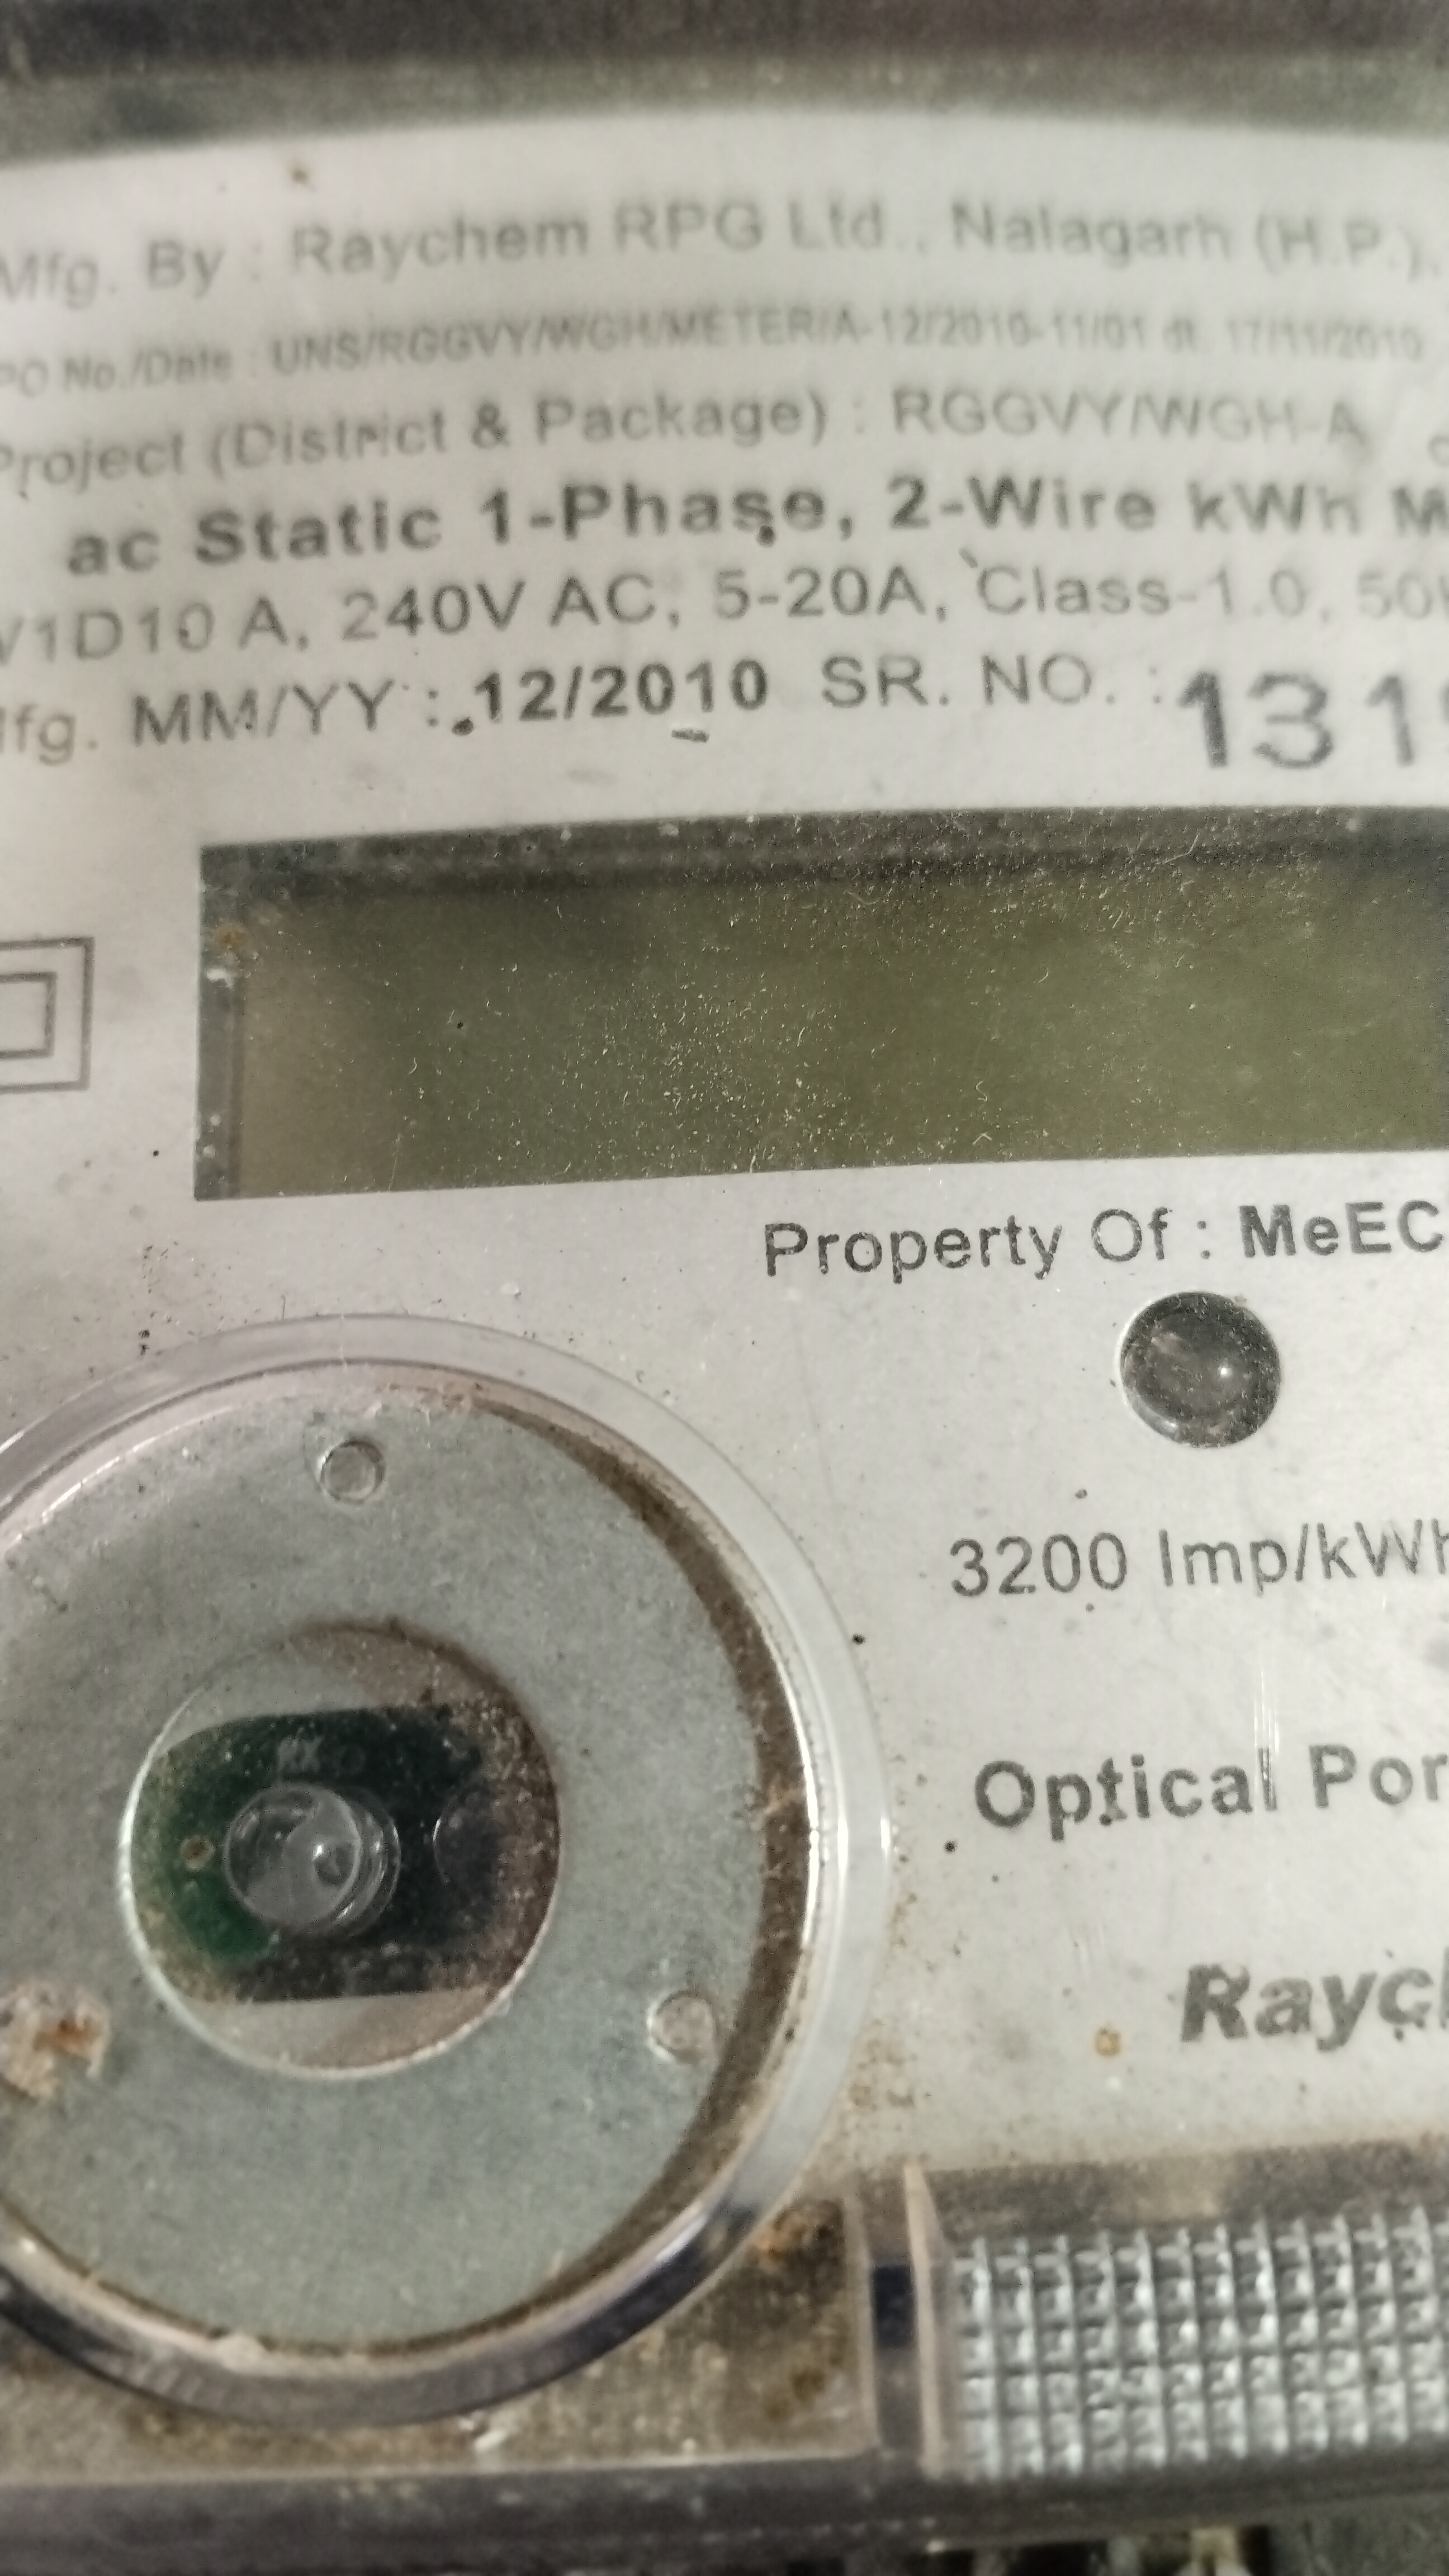 Mfg. By : Raychem RPG Ltd., Nalagarh (H.P.),
PO No./Date : UNS/RGGVY/WGH/METER/A-12/2010-11/01 dt. 17/11/2010
Project (District & Package) : RGGVY/WGH-A
ac Static 1-Phase, 2-Wire kWh M
V1D10 A, 240V AC, 5-20A, Class-1.0, 50
Mfg. MM/YY : 12/2010 SR. NO. : 131
Property Of : MeEC
3200 Imp/kWh
Optical Por
Raych